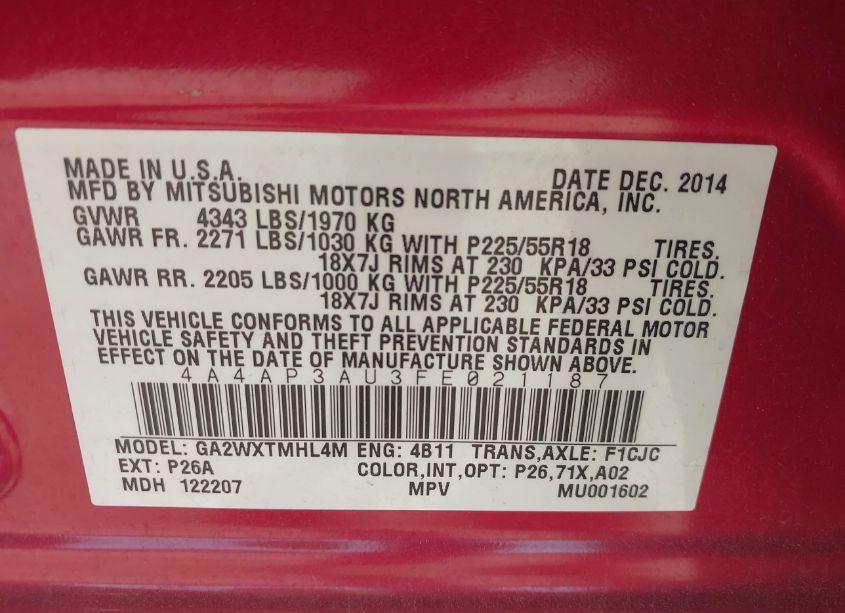 MADE IN U.S.A. DATE DEC. 2014
MFD BY MITSUBISHI MOTORS NORTH AMERICA, INC.
GVWR 4343 LBS/1970 KG
GAWR FR. 2271 LBS/1030 KG WITH P225/55R18 TIRES.
18X7J RIMS AT 230 KPA/33 PSI COLD.
GAWR RR. 2205 LBS/1000 KG WITH P225/55R18 TIRES.
18X7J RIMS AT 230 KPA/33 PSI COLD.
THIS VEHICLE CONFORMS TO ALL APPLICABLE FEDERAL MOTOR
VEHICLE SAFETY AND THEFT PREVENTION STANDARDS IN
EFFECT ON THE DATE OF MANUFACTURE SHOWN ABOVE.
4A4AP3AU3FE021187
MODEL: GA2WXTMHL4M ENG: 4B11 TRANS,AXLE: F1CJC
EXT: P26A COLOR,INT,OPT: P26,71X,A02
MDH 122207 MPV MU001602